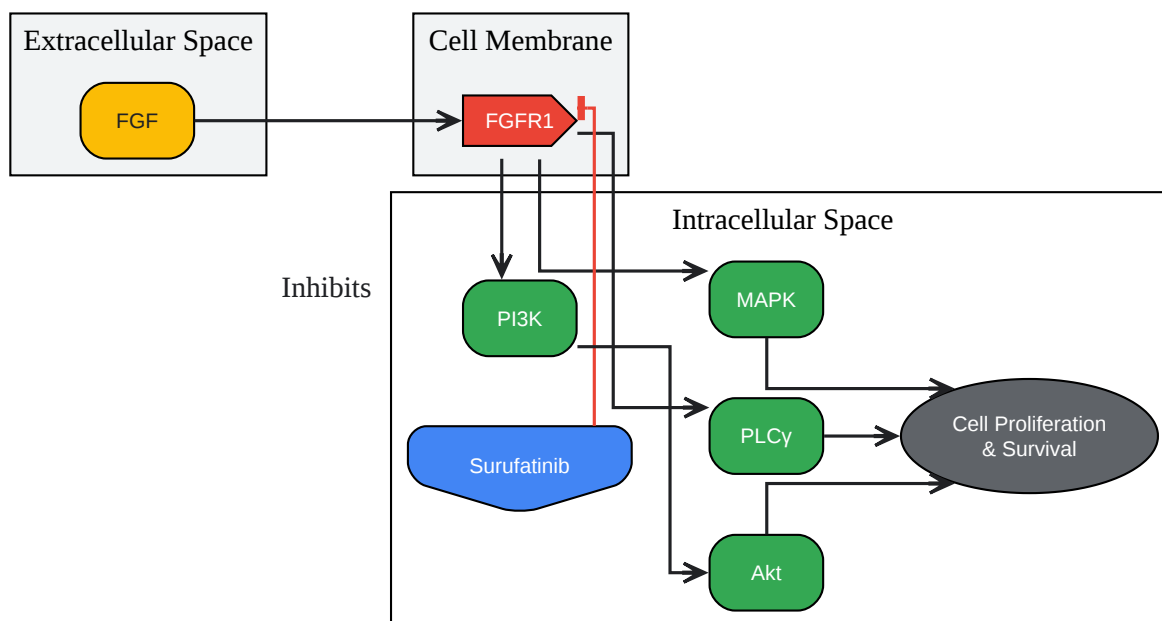 Extracellular Space
Cell Membrane
FGF
FGFR1
Intracellular Space
Inhibits
MAPK
PI3K
PLCγ
Cell Proliferation
& Survival
Surufatinib
Akt